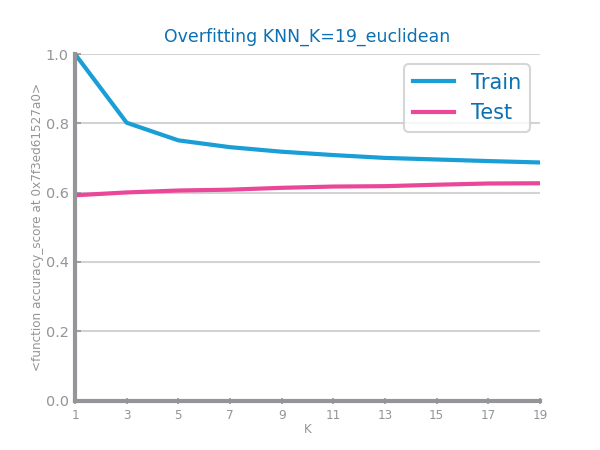 Overfitting KNN_K=19_euclidean
<function accuracy_score at 0x7f3ed61527a0>
1.0
0.8
0.6
0.4
0.2
0.0
Train
Test
1 3 5 7 9 11 13 15 17 19
K